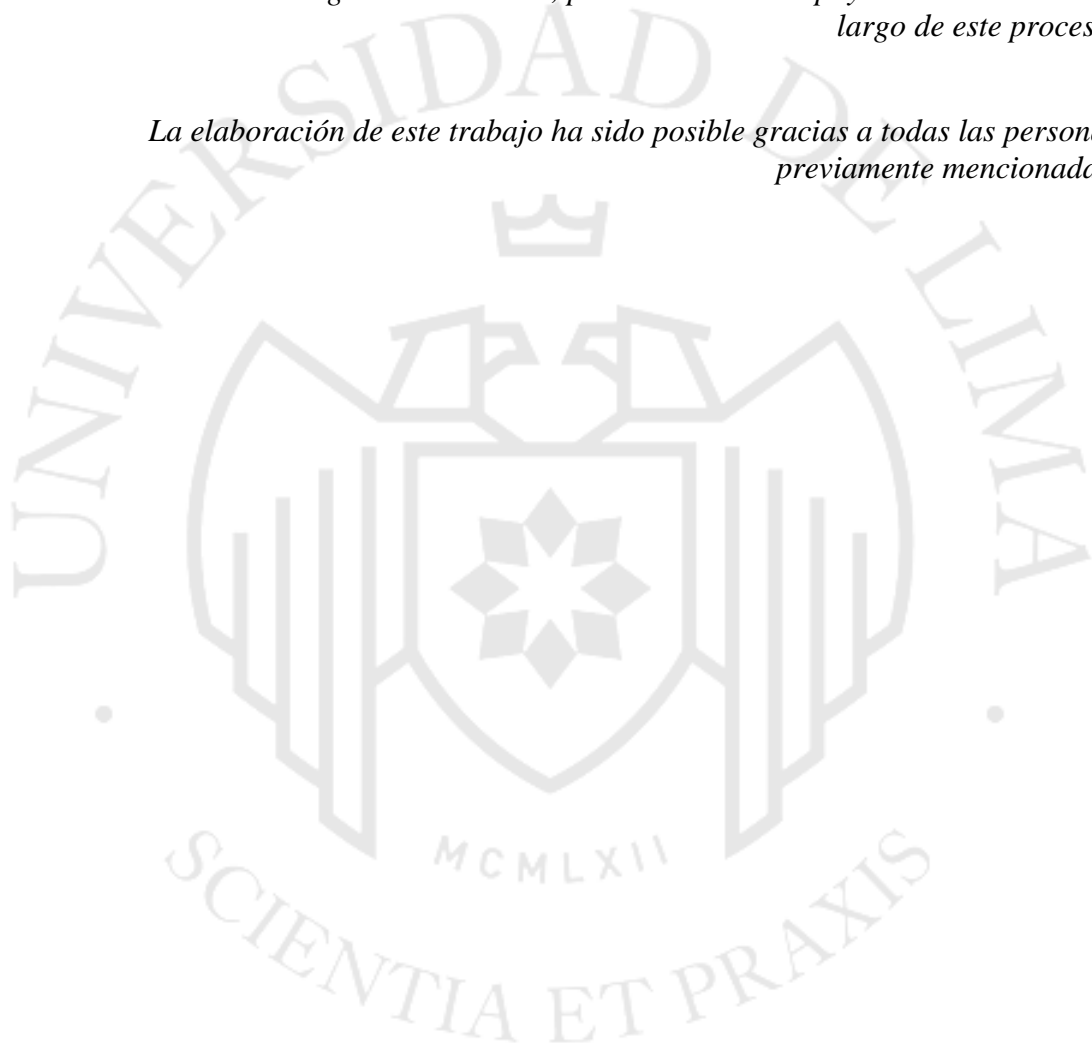 largo de este proces
La elaboración de este trabajo ha sido posible gracias a todas las person
previamente mencionada
UNIVERSIDAD DE LIMA
MCMLXII
SCIENTIA ET PRAXIS